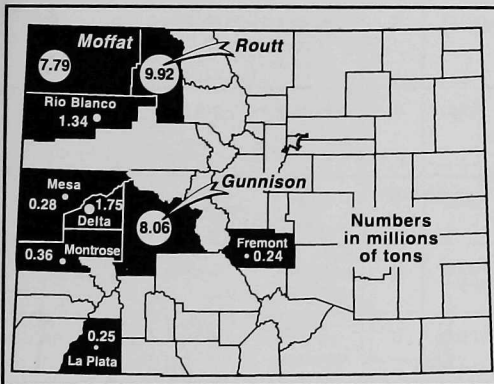 Moffat
7.79
Routt
9.92
Rio Blanco
1.34
Mesa
0.28
1.75
Delta
Gunnison
8.06
Montrose
0.36
Fremont
0.24
Numbers
in millions
of tons
0.25
La Plata